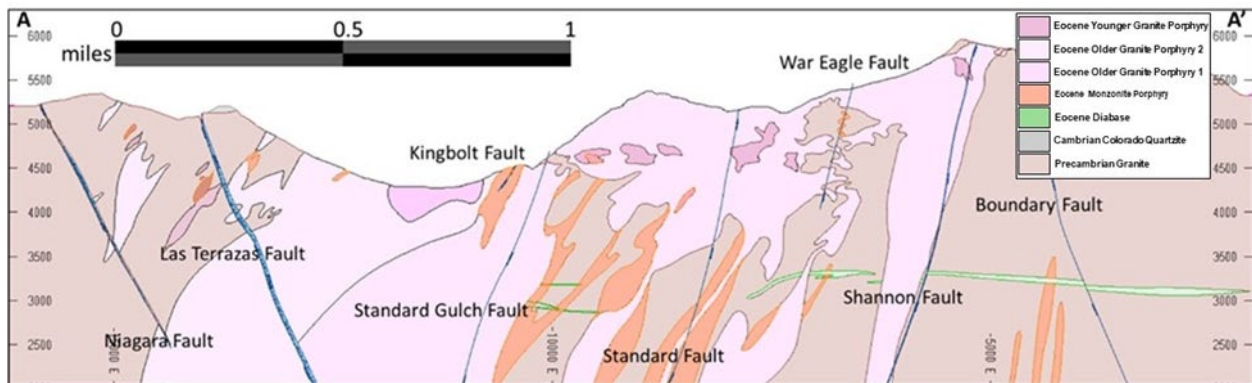 A
0
0.5
1
miles
A'
6000
5500
5000
4500
4000
3500
3000
2500
6000
5500
5000
4500
4000
3500
3000
2500
Eocene Younger Granite Porphyry
Eocene Older Granite Porphyry 2
Eocene Older Granite Porphyry 1
Eocene Monzonite Porphyry
Eocene Diabase
Cambrian Colorado Quartzite
Precambrian Granite
War Eagle Fault
Kingbolt Fault
Boundary Fault
Las Terrazas Fault
Shannon Fault
Standard Gulch Fault
Niagara Fault
Standard Fault
-10000 E
-5000 E